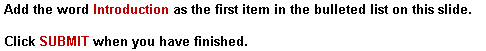 Add the word Introduction as the first item in the bulleted list on this slide.
Click SUBMIT when you have finished.